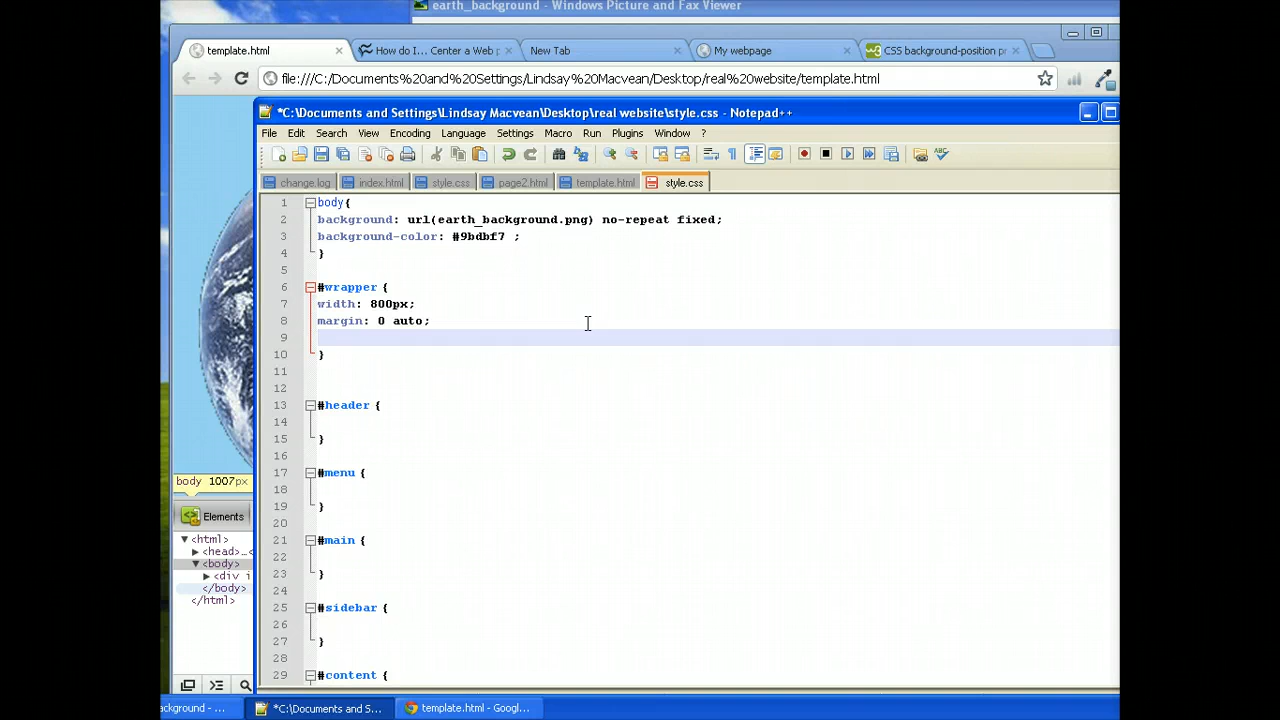 earth_background - Windows Picture and Fax Viewer
template.html How do I... Center a Web p New Tab My webpage CSS background-position pr
file:///C:/Documents%20and%20Settings/Lindsay%20Macvean/Desktop/real%20website/template.html
*C:\Documents and Settings\Lindsay Macvean\Desktop\real website\style.css - Notepad++
File Edit Search View Encoding Language Settings Macro Run Plugins Window ?
change.log index.html style.css page2.html template.html style.css
1 body{
2 background: url(earth_background.png) no-repeat fixed;
3 background-color: #9bdbf7 ;
4 }
5
6 #wrapper {
7 width: 800px;
8 margin: 0 auto;
9
10 }
11
12
13 #header {
14
15 }
16
17 #menu {
18
19 }
20
21 #main {
22
23 }
24
25 #sidebar {
26
27 }
28
29 #content {
body 1007px
Elements
<html>
<head>…<
<body>
<div i
</body>
</html>
ackground - ... *C:\Documents and S... template.html - Googl...